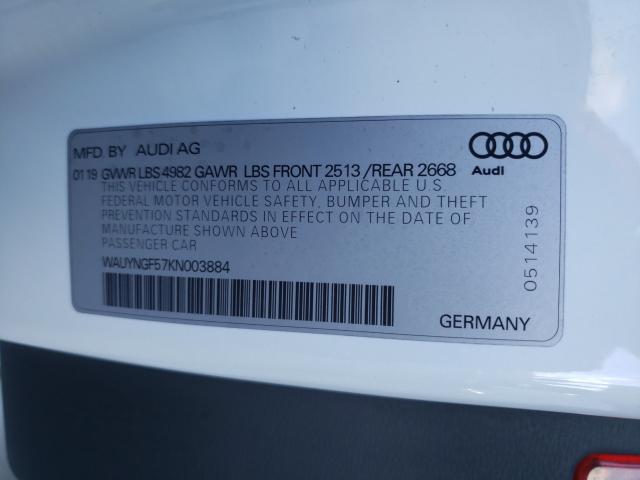 MFD. BY AUDI AG
01 19 GVWR LBS 4982 GAWR LBS FRONT 2513 /REAR 2668
THIS VEHICLE CONFORMS TO ALL APPLICABLE U.S.
FEDERAL MOTOR VEHICLE SAFETY, BUMPER AND THEFT
PREVENTION STANDARDS IN EFFECT ON THE DATE OF
MANUFACTURE SHOWN ABOVE
PASSENGER CAR
WAUYNGF57KN003884
Audi
0514139
GERMANY